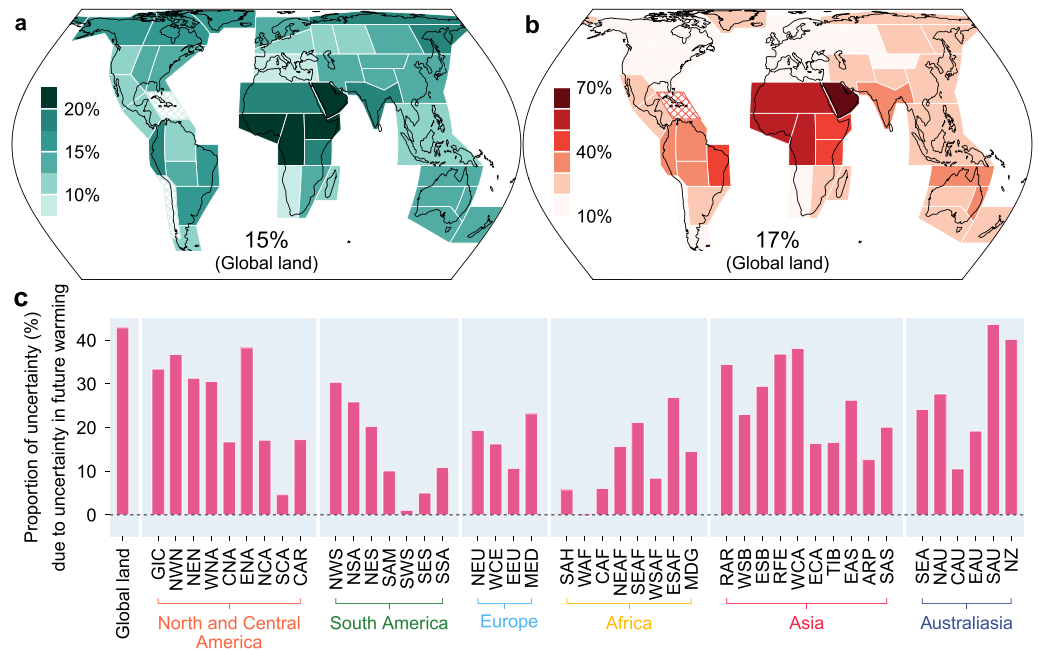 a
20%
15%
10%
15%
(Global land)
b
70%
40%
10%
17%
(Global land)
c
Proportion of uncertainty (%)
due to uncertainty in future warming
40
30
20
10
0
Global land
GIC
NWN
NEN
WNA
CNA
ENA
NCA
SCA
CAR
NWS
NSA
NES
SAM
SWS
SES
SSA
NEU
WCE
EEU
MED
SAH
WAF
CAF
NEAF
SEAF
WSAF
ESAF
MDG
RAR
WSB
ESB
RFE
WCA
ECA
TIB
EAS
ARP
SAS
SEA
NAU
CAU
EAU
SAU
NZ
North and Central
America
South America
Europe
Africa
Asia
Australiasia